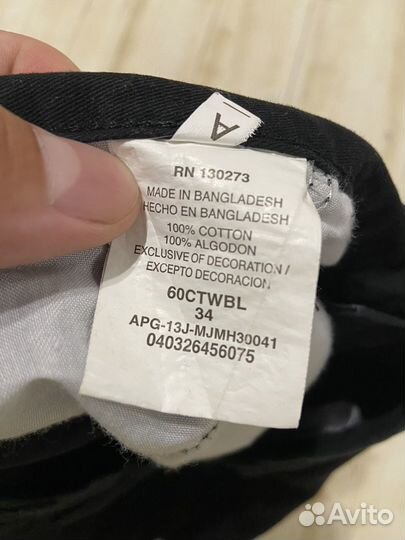 A
RN 130273
MADE IN BANGLADESH
HECHO EN BANGLADESH
100% COTTON
100% ALGODON
EXCLUSIVE OF DECORATION /
EXCEPTO DECORACION
60CTWBL
34
APG-13J-MJMH30041
040326456075
Avito